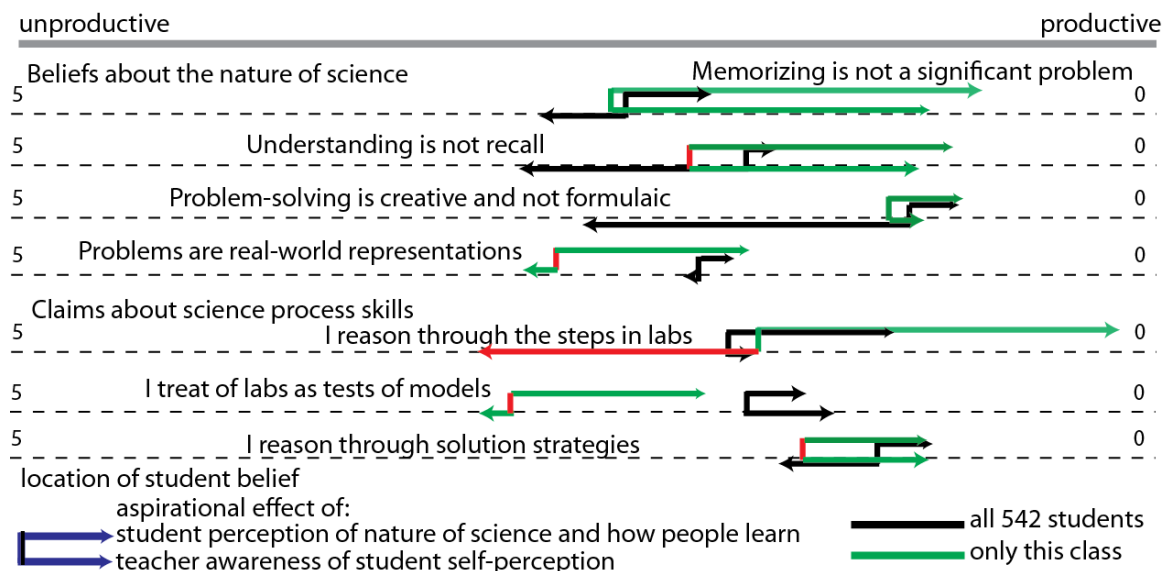 unproductive productive
Beliefs about the nature of science Memorizing is not a significant problem
5 0
Understanding is not recall
5 0
Problem-solving is creative and not formulaic
5 0
Problems are real-world representations
5 0
Claims about science process skills
I reason through the steps in labs
5 0
I treat of labs as tests of models
5 0
I reason through solution strategies
5 0
location of student belief
aspirational effect of:
student perception of nature of science and how people learn
teacher awareness of student self-perception
all 542 students
only this class